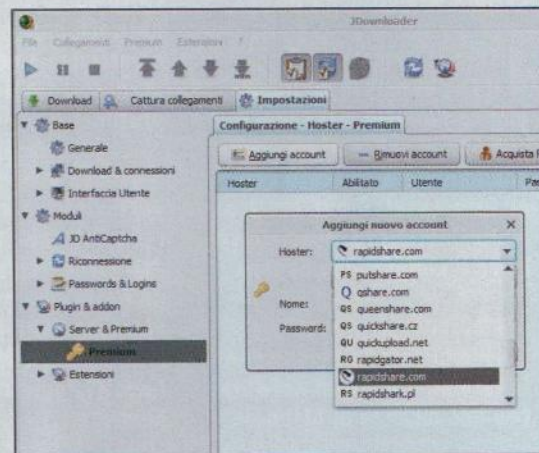 JDownloader
File Collegamenti Premium Estensioni ?
Download Cattura collegamenti Impostazioni
Base
Generale
Download & connessioni
Interfaccia Utente
Moduli
JD AntiCaptcha
Riconnessione
Passwords & Logins
Plugin & addon
Server & Premium
Premium
Estensioni
Configurazione - Hoster - Premium
Aggiungi account Rimuovi account Acquista
Hoster Abilitato Utente
Aggiungi nuovo account X
Hoster: rapidshare.com
Nome:
Password:
PS putshare.com
Q qshare.com
QS queenshare.com
QS quickshare.cz
QU quickupload.net
RG rapidgator.net
rapidshare.com
RS rapidshark.pl